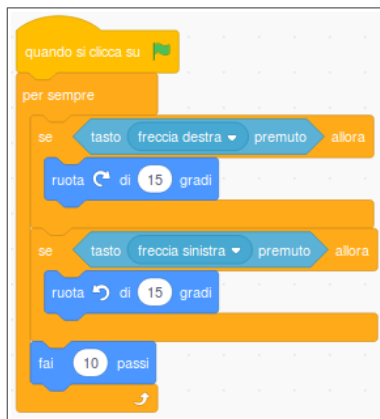 quando si clicca su
per sempre
se tasto freccia destra premuto allora
ruota di 15 gradi
se tasto freccia sinistra premuto allora
ruota di 15 gradi
fai 10 passi